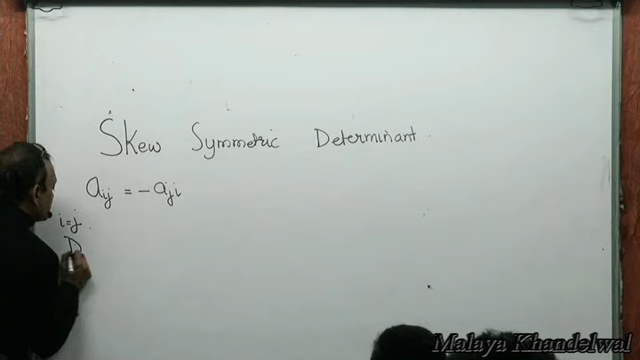 Skew Symmetric Determinant
aij = -aji
i=j
D
Malaya Khandelwal